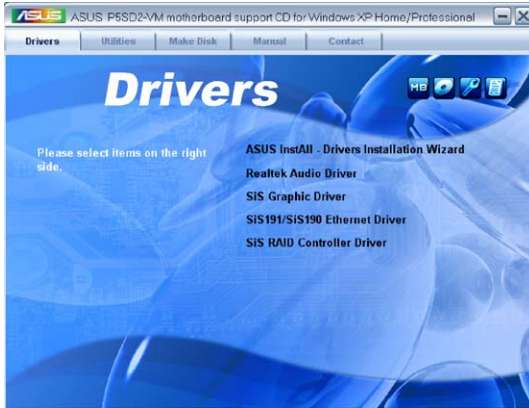 ASUS ASUS P5SD2-VM motherboard support CD for Windows XP Home/Professional
Drivers Utilities Make Disk Manual Contact
Drivers
MB
Please select items on the right side.
ASUS InstAll - Drivers Installation Wizard
Realtek Audio Driver
SiS Graphic Driver
SiS191/SiS190 Ethernet Driver
SiS RAID Controller Driver